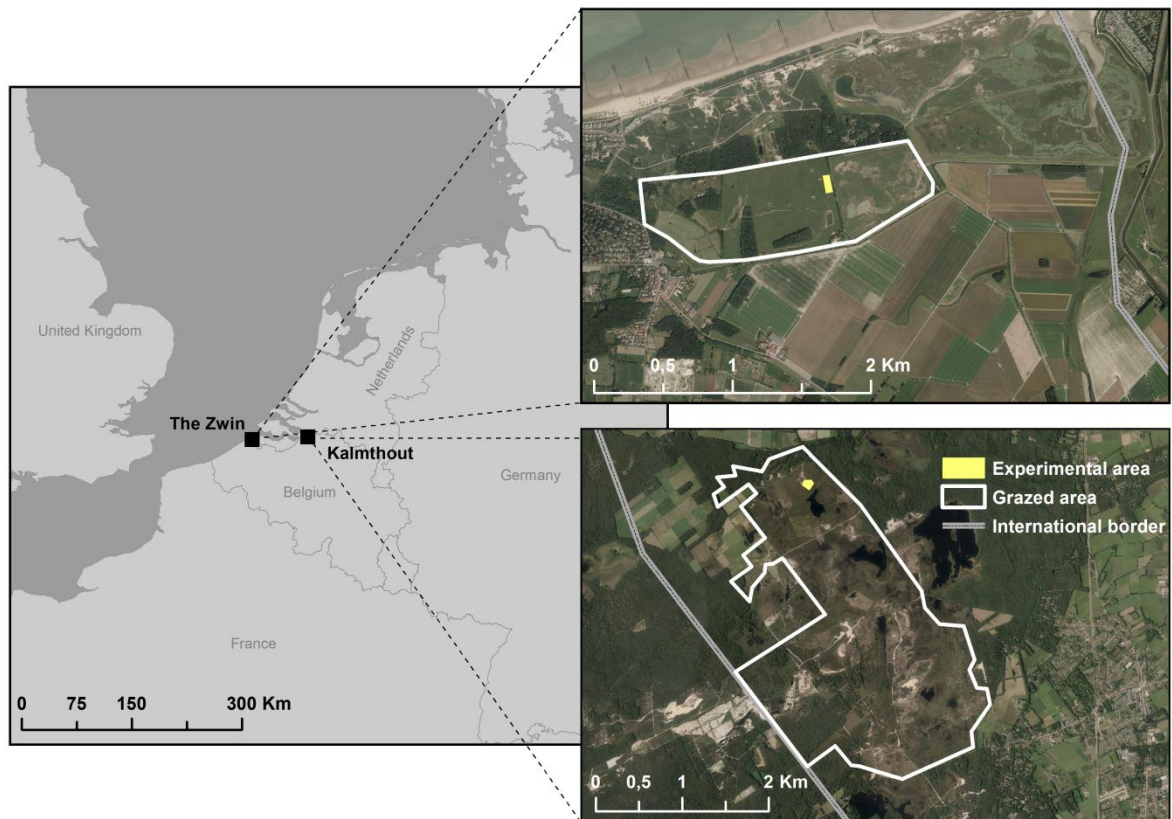 United Kingdom
Netherlands
The Zwin
Kalmthout
Germany
Belgium
France
0 75 150 300 Km
0 0,5 1 2 Km
Experimental area
Grazed area
International border
0 0,5 1 2 Km